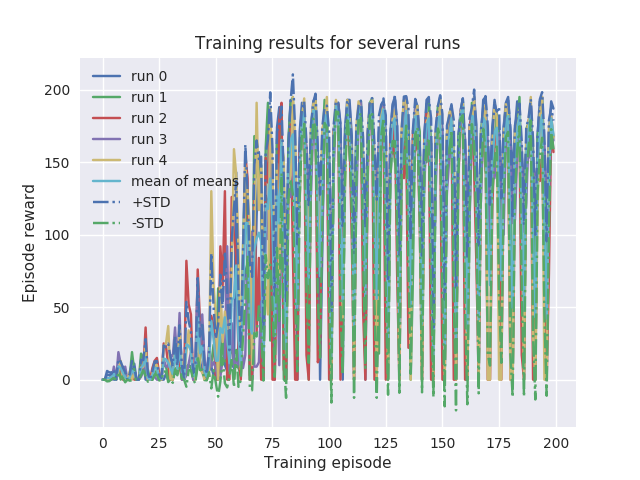 Training results for several runs
200
150
100
50
0
Episode reward
run 0
run 1
run 2
run 3
run 4
mean of means
+STD
-STD
0 25 50 75 100 125 150 175 200
Training episode